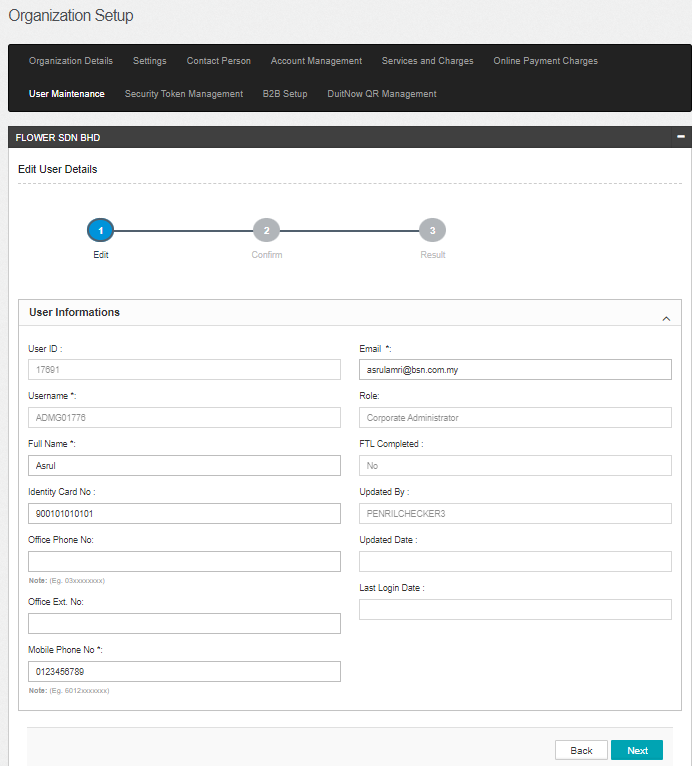 Organization Setup
Organization Details Settings Contact Person Account Management Services and Charges Online Payment Charges
User Maintenance Security Token Management B2B Setup DuitNow QR Management
FLOWER SDN BHD
Edit User Details
1 2 3
Edit Confirm Result
User Informations
User ID :
17691
Username *:
ADMG01776
Full Name *:
Asrul
Identity Card No :
900101010101
Office Phone No:
Note: (Eg. 03xxxxxxxx)
Office Ext. No:
Mobile Phone No *:
0123456789
Note: (Eg. 6012xxxxxxx)
Email *:
asrulamri@bsn.com.my
Role:
Corporate Administrator
FTL Completed :
No
Updated By :
PENRILCHECKER3
Updated Date :
Last Login Date :
Back Next